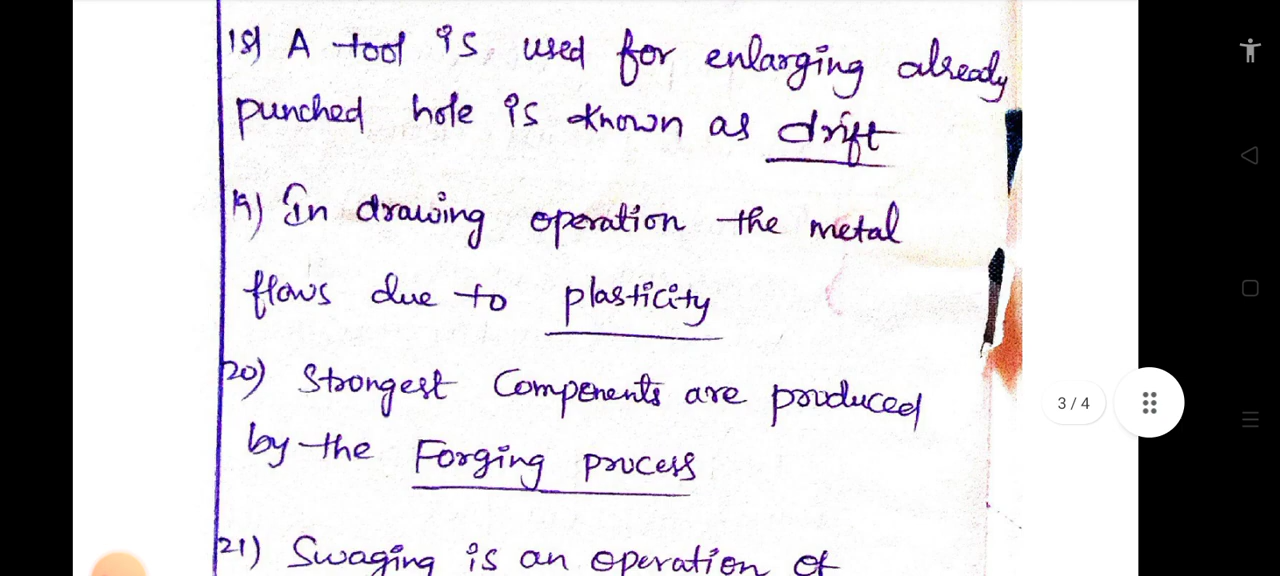 18) A tool is used for enlarging already
punched hole is known as drift
19) In drawing operation the metal
flows due to plasticity
20) Strongest Components are produced
by the Forging process
3 / 4
21) Swaging is an operation of